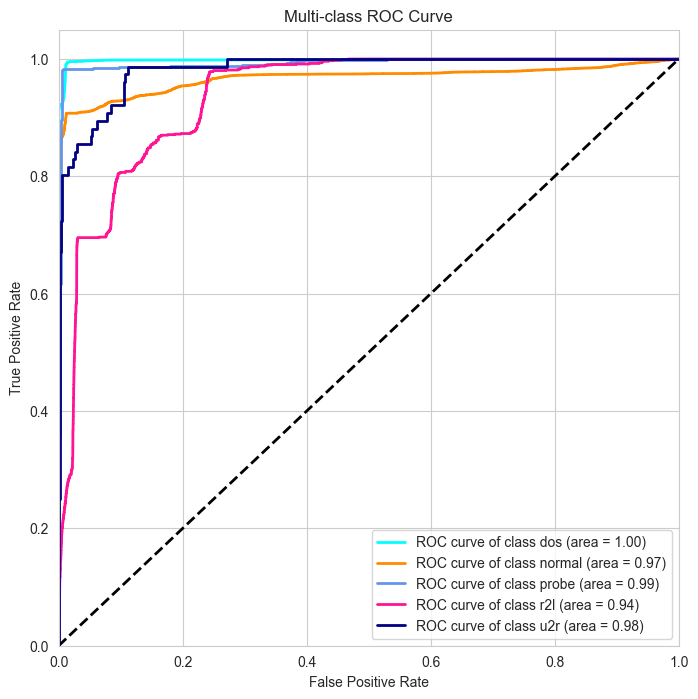 Multi-class ROC Curve
1.0
0.8
0.6
0.4
0.2
0.0
True Positive Rate
ROC curve of class dos (area = 1.00)
ROC curve of class normal (area = 0.97)
ROC curve of class probe (area = 0.99)
ROC curve of class r2l (area = 0.94)
ROC curve of class u2r (area = 0.98)
0.0 0.2 0.4 0.6 0.8 1.0
False Positive Rate